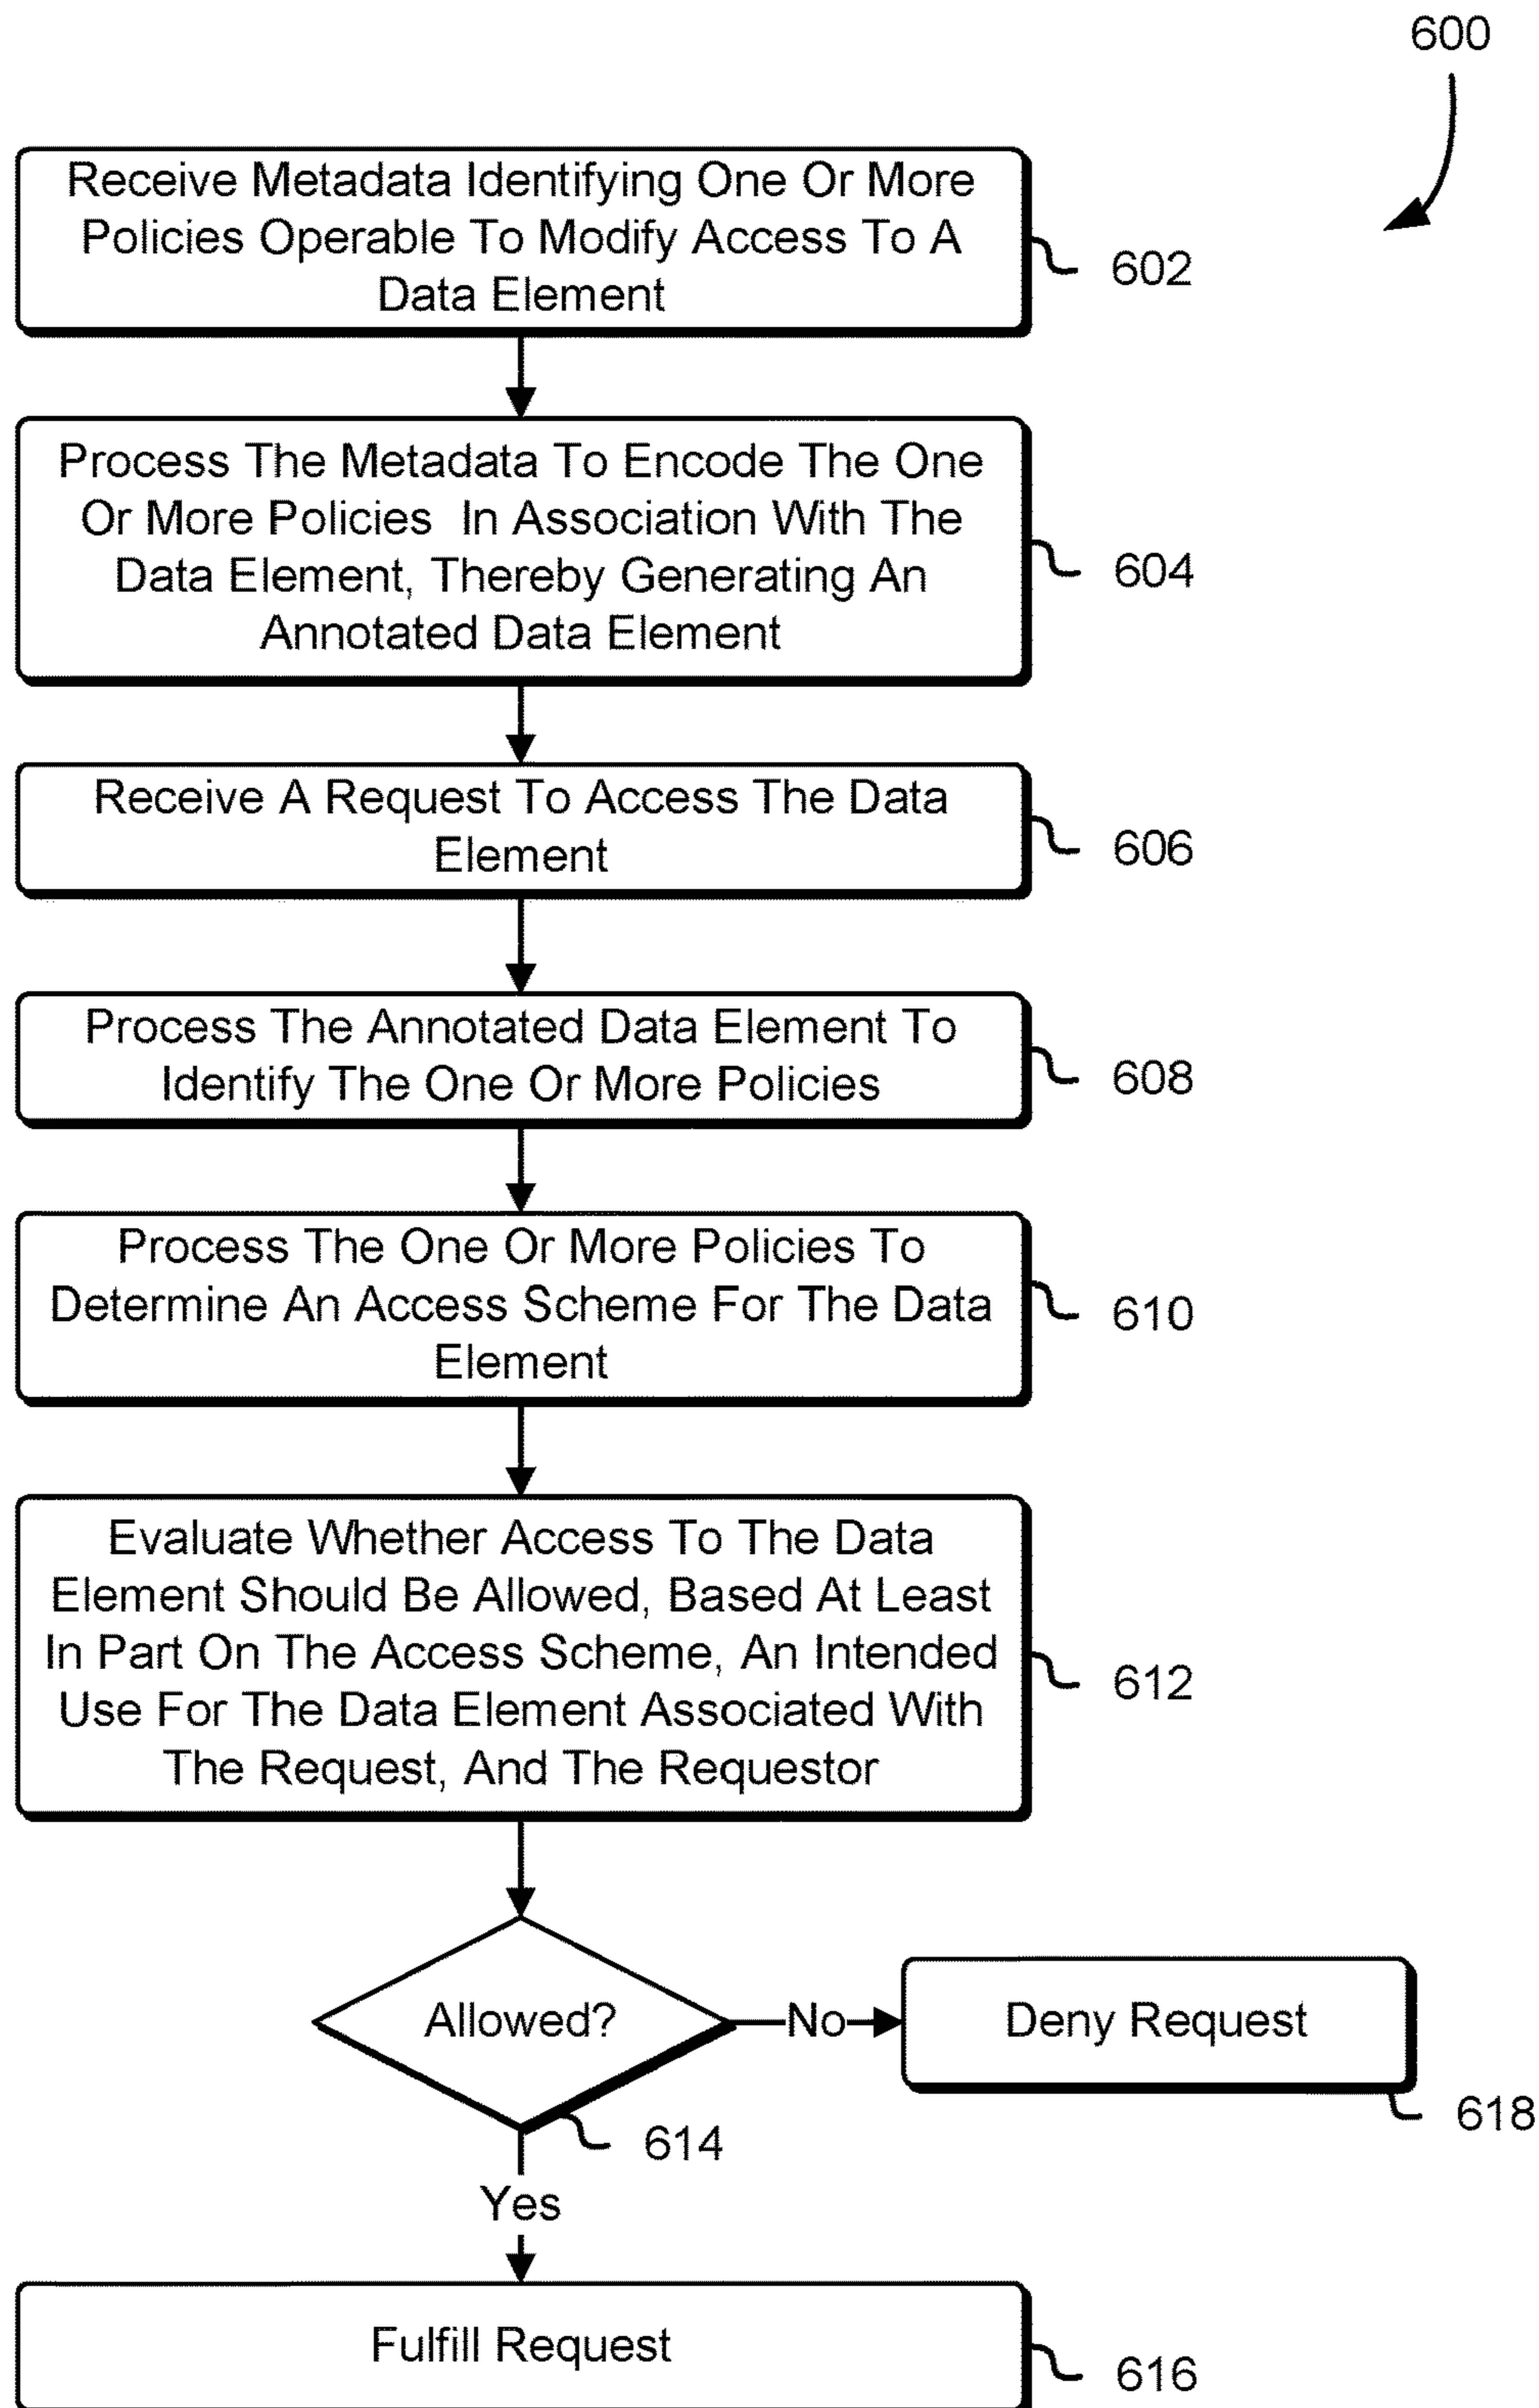 600
Receive Metadata Identifying One Or More
Policies Operable To Modify Access To A
Data Element
602
Process The Metadata To Encode The One
Or More Policies In Association With The
Data Element, Thereby Generating An
Annotated Data Element
604
Receive A Request To Access The Data
Element
606
Process The Annotated Data Element To
Identify The One Or More Policies
608
Process The One Or More Policies To
Determine An Access Scheme For The Data
Element
610
Evaluate Whether Access To The Data
Element Should Be Allowed, Based At Least
In Part On The Access Scheme, An Intended
Use For The Data Element Associated With
The Request, And The Requestor
612
Allowed?
614
No
Deny Request
618
Yes
Fulfill Request
616